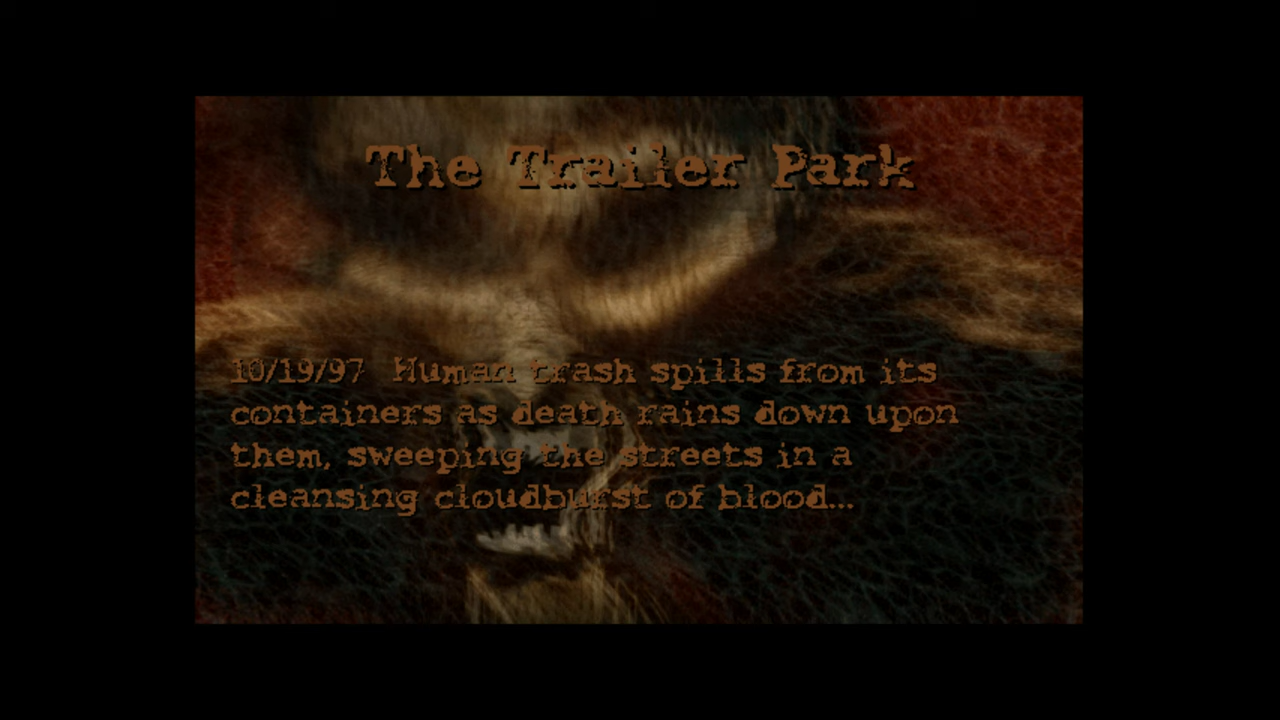 The Trailer Park
10/19/97 Human trash spills from its
containers as death rains down upon
them, sweeping the streets in a
cleansing cloudburst of blood...